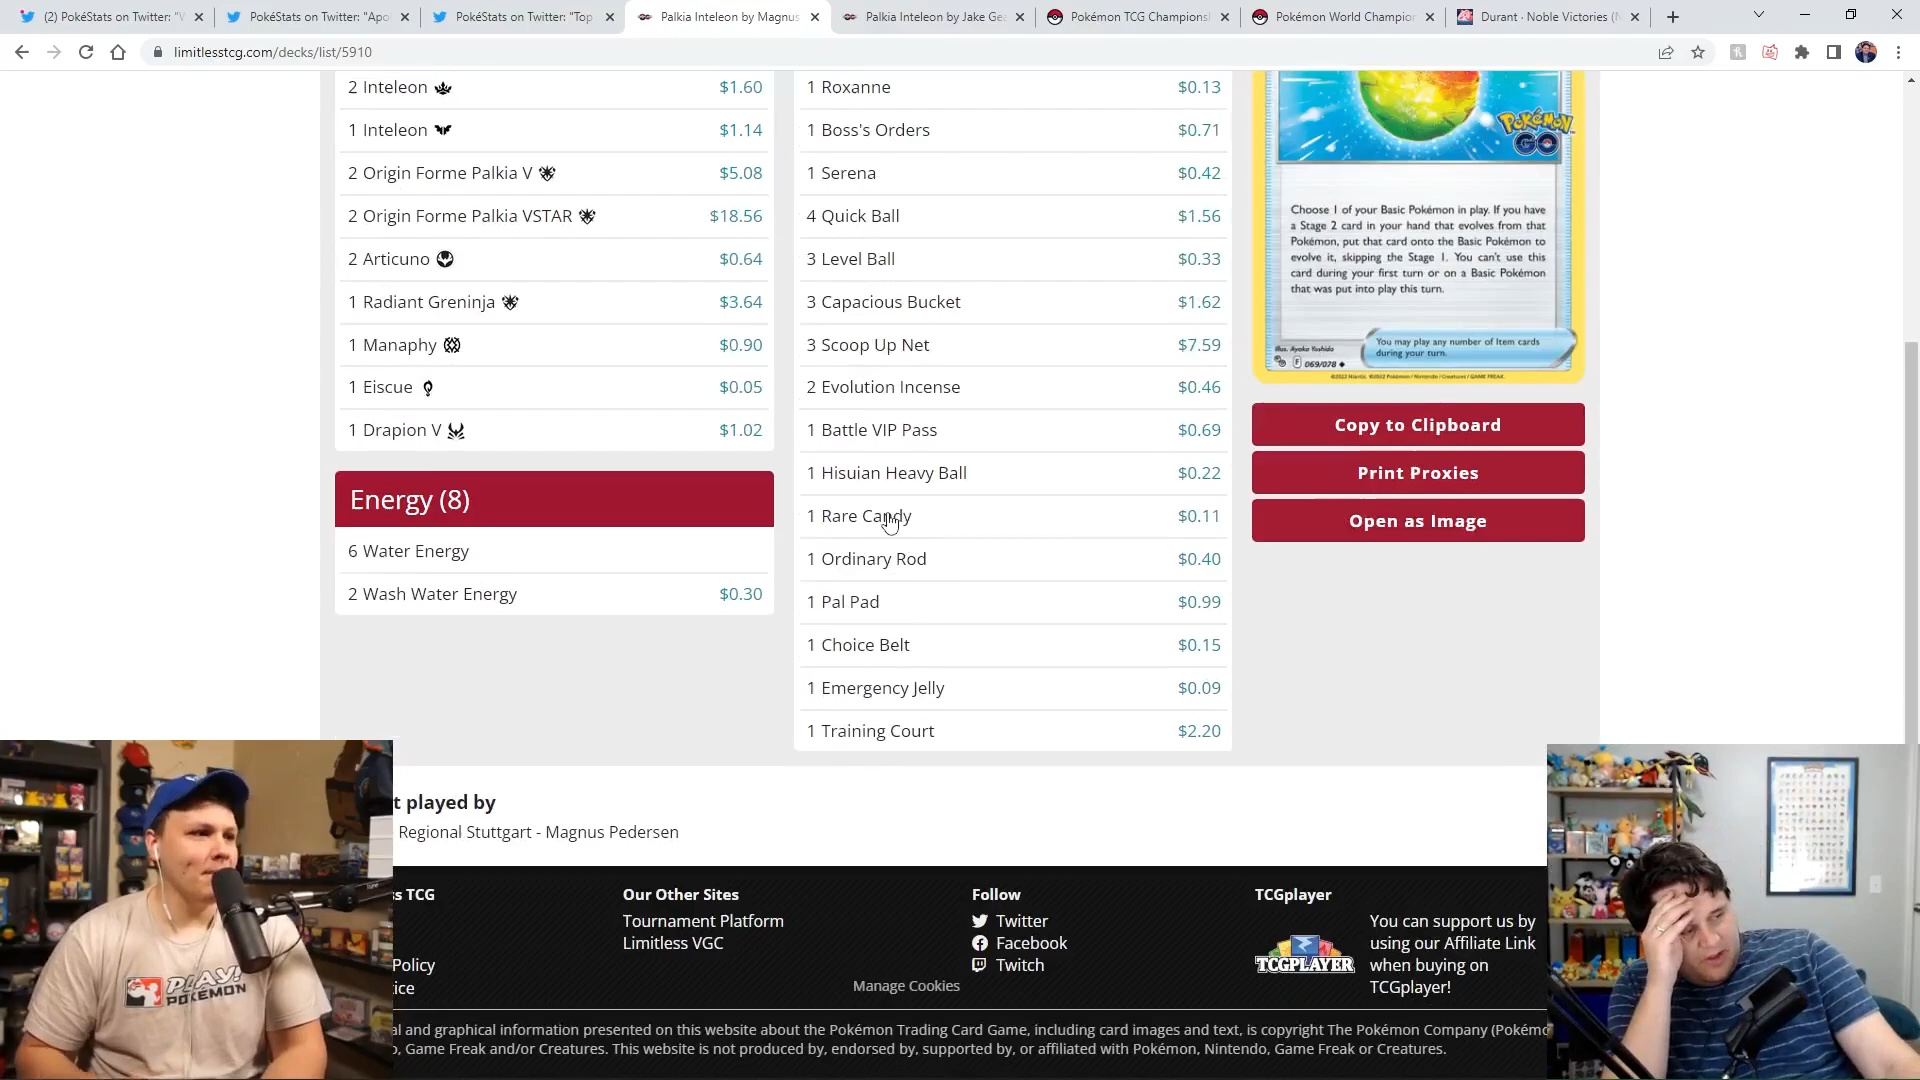 (2) PokéStats on Twitter: "V
PokéStats on Twitter: "Apo
PokéStats on Twitter: "Top
Palkia Inteleon by Magnus
Palkia Inteleon by Jake Ge
Pokémon TCG Champions
Pokémon World Champion
Durant · Noble Victories (N
limitlesstcg.com/decks/list/5910
2 Inteleon $1.60
1 Inteleon $1.14
2 Origin Forme Palkia V $5.08
2 Origin Forme Palkia VSTAR $18.56
2 Articuno $0.64
1 Radiant Greninja $3.64
1 Manaphy $0.90
1 Eiscue $0.05
1 Drapion V $1.02
Energy (8)
6 Water Energy
2 Wash Water Energy $0.30
1 Roxanne $0.13
1 Boss's Orders $0.71
1 Serena $0.42
4 Quick Ball $1.56
3 Level Ball $0.33
3 Capacious Bucket $1.62
3 Scoop Up Net $7.59
2 Evolution Incense $0.46
1 Battle VIP Pass $0.69
1 Hisuian Heavy Ball $0.22
1 Rare Candy $0.11
1 Ordinary Rod $0.40
1 Pal Pad $0.99
1 Choice Belt $0.15
1 Emergency Jelly $0.09
1 Training Court $2.20
Pokémon
GO
Choose 1 of your Basic Pokémon in play. If you have
a Stage 2 card in your hand that evolves from that
Pokémon, put that card onto the Basic Pokémon to
evolve it, skipping the Stage 1. You can't use this
card during your first turn or on a Basic Pokémon
that was put into play this turn.
You may play any number of Item cards
during your turn.
Illus. Ayaka Yoshida
F 069/078
Copy to Clipboard
Print Proxies
Open as Image
t played by
Regional Stuttgart - Magnus Pedersen
ss TCG
Policy
ice
Our Other Sites
Tournament Platform
Limitless VGC
Follow
Twitter
Facebook
Twitch
TCGplayer
TCGPLAYER
You can support us by
using our Affiliate Link
when buying on
TCGplayer!
Manage Cookies
al and graphical information presented on this website about the Pokémon Trading Card Game, including card images and text, is copyright The Pokémon Company (Pokémo
), Game Freak and/or Creatures. This website is not produced by, endorsed by, supported by, or affiliated with Pokémon, Nintendo, Game Freak or Creatures.
PLAY!
POKÉMON